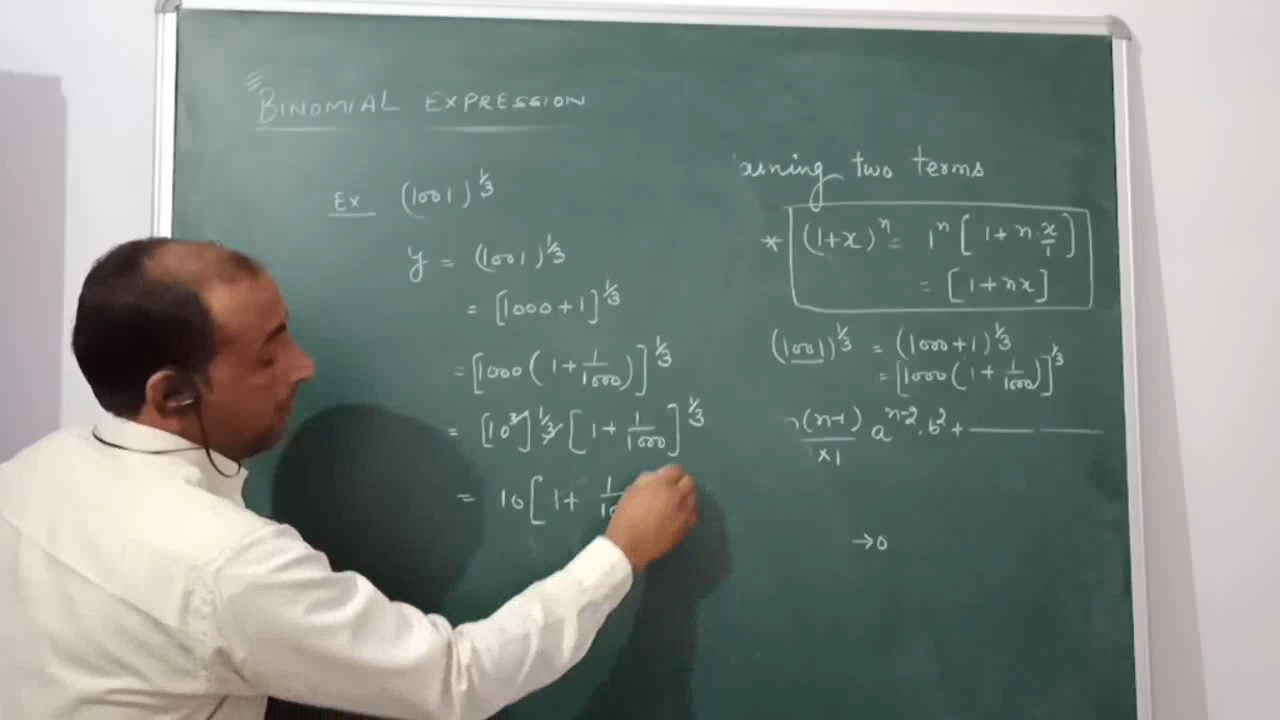 BINOMIAL EXPRESSION
Ex (1001)^1/3
y = (1001)^1/3
= [1000+1]^1/3
= [1000(1+1/1000)]^1/3
= [10^3]^1/3 [1+1/1000]^1/3
= 10[1+
two terms
* (1+x)^n = 1^n [1+n x/1]
= [1+nx]
(1001)^1/3 = (1000+1)^1/3
= [1000(1+1/1000)]^1/3
(n-1) a^n-2 . b^2 +
×1
→0